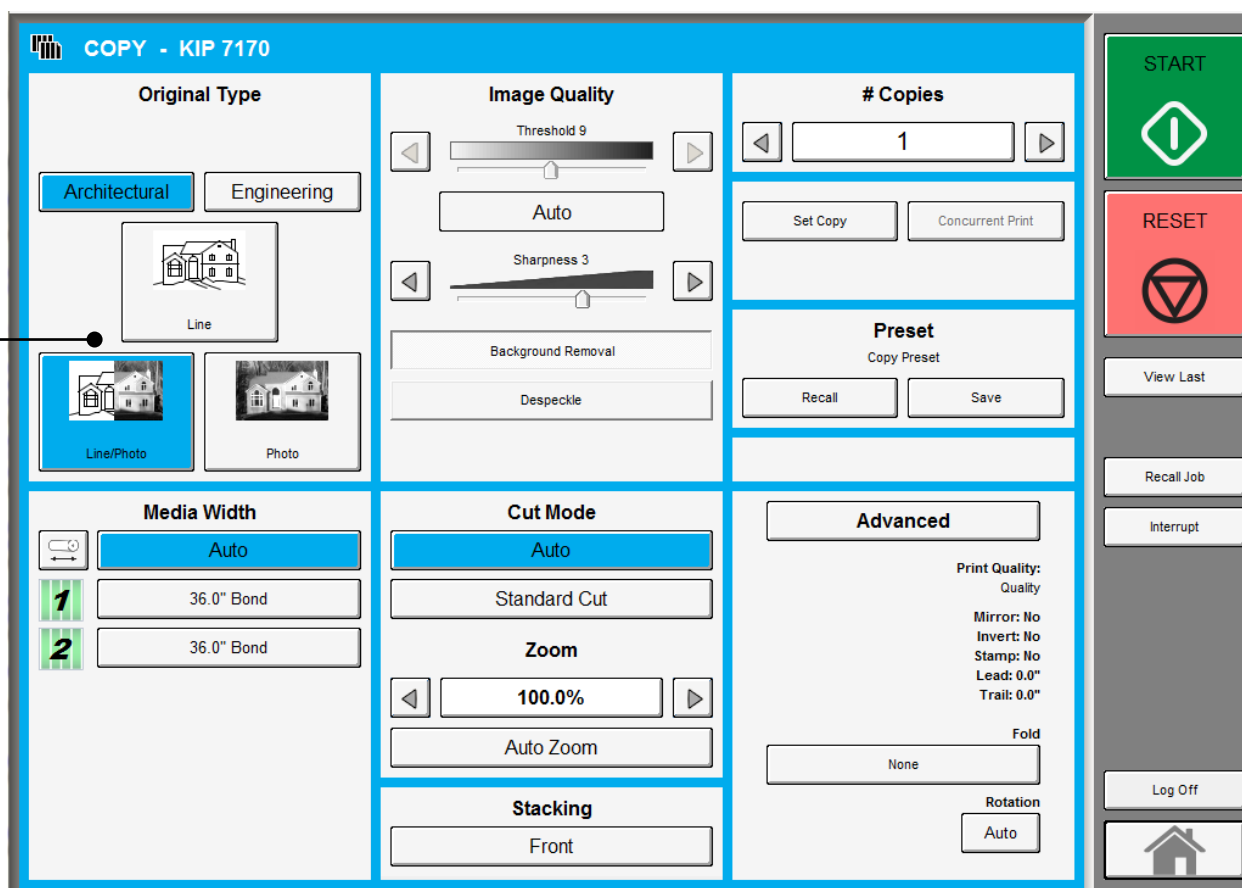 COPY - KIP 7170
Original Type
Architectural
Engineering
Line
Line/Photo
Photo
Image Quality
Threshold 9
Auto
Sharpness 3
Background Removal
Despeckle
# Copies
1
Set Copy
Concurrent Print
Preset
Copy Preset
Recall
Save
Media Width
Auto
1
36.0" Bond
2
36.0" Bond
Cut Mode
Auto
Standard Cut
Zoom
100.0%
Auto Zoom
Stacking
Front
Advanced
Print Quality:
Quality
Mirror: No
Invert: No
Stamp: No
Lead: 0.0"
Trail: 0.0"
Fold
None
Rotation
Auto
START
RESET
View Last
Recall Job
Interrupt
Log Off